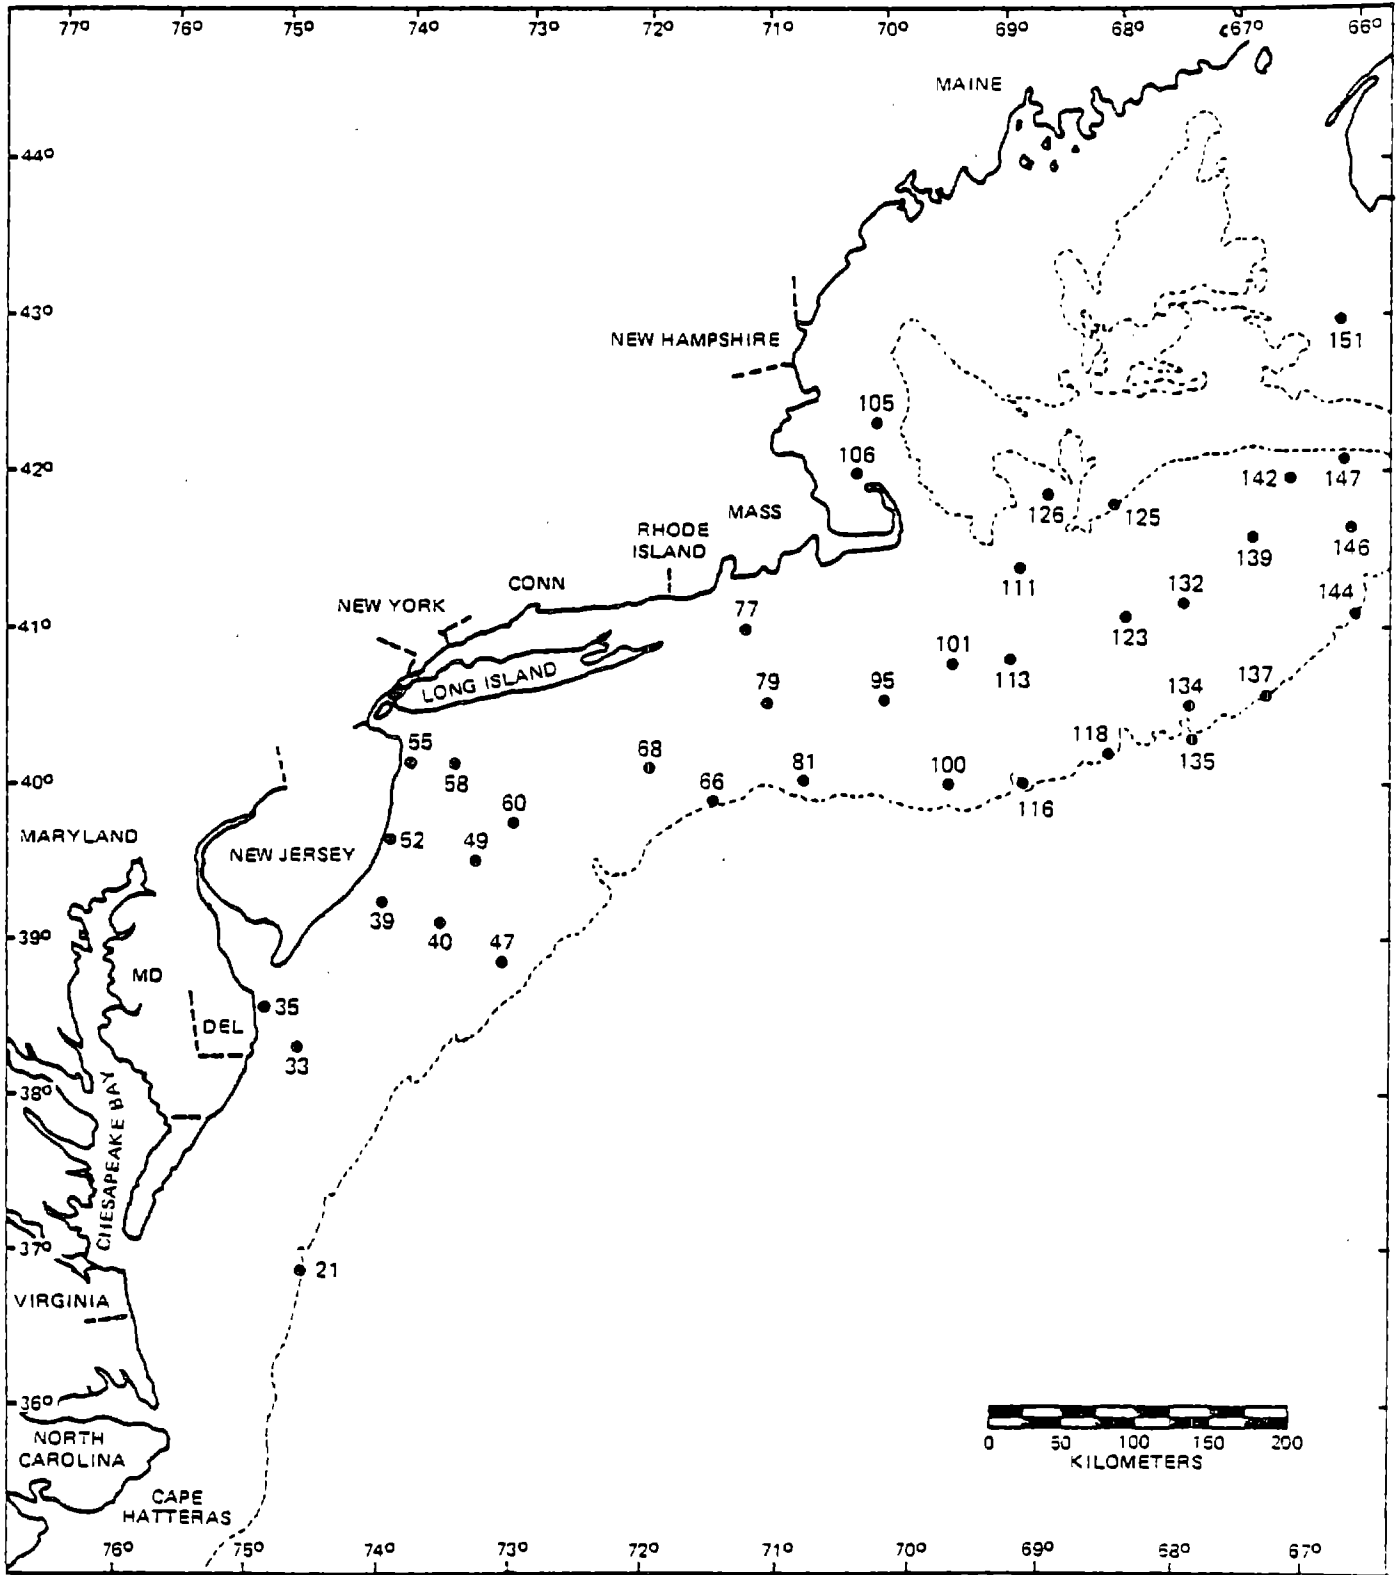 77° 76° 75° 74° 73° 72° 71° 70° 69° 68° 67° 66°
MAINE
44°
43°
NEW HAMPSHIRE
151
105
106
42°
142
147
MASS
126
125
RHODE
ISLAND
139
146
CONN
111
132
144
NEW YORK
77
41°
123
101
113
LONG ISLAND
79
95
134
137
55
58
68
118
135
81
100
40°
66
116
60
MARYLAND
52
49
NEW JERSEY
39
40
47
39°
MD
35
DEL
33
38°
CHESAPEAKE BAY
37°
21
VIRGINIA
36°
NORTH
CAROLINA
0 50 100 150 200
KILOMETERS
CAPE
HATTERAS
76° 75° 74° 73° 72° 71° 70° 69° 68° 67°